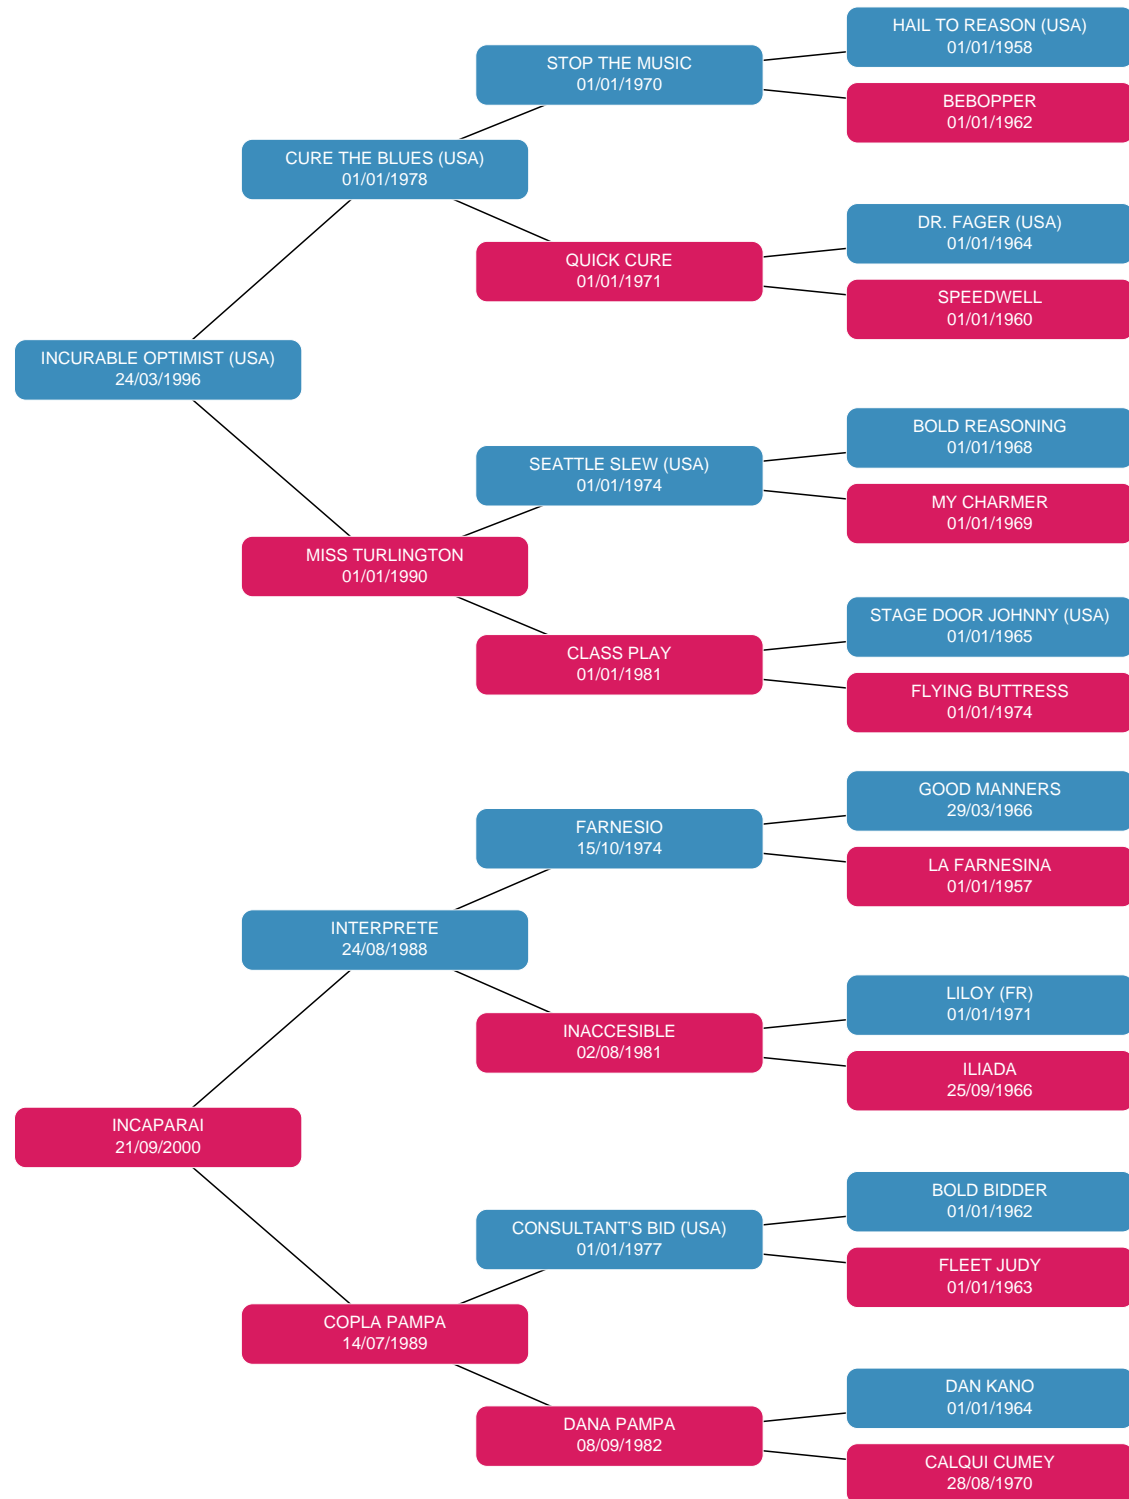 HAIL TO REASON (USA)
01/01/1958
STOP THE MUSIC
01/01/1970
BEBOPPER
01/01/1962
CURE THE BLUES (USA)
01/01/1978
DR. FAGER (USA)
01/01/1964
QUICK CURE
01/01/1971
SPEEDWELL
01/01/1960
INCURABLE OPTIMIST (USA)
24/03/1996
BOLD REASONING
01/01/1968
SEATTLE SLEW (USA)
01/01/1974
MY CHARMER
01/01/1969
MISS TURLINGTON
01/01/1990
STAGE DOOR JOHNNY (USA)
01/01/1965
CLASS PLAY
01/01/1981
FLYING BUTTRESS
01/01/1974
GOOD MANNERS
29/03/1966
FARNESIO
15/10/1974
LA FARNESINA
01/01/1957
INTERPRETE
24/08/1988
LILOY (FR)
01/01/1971
INACCESIBLE
02/08/1981
ILIADA
25/09/1966
INCAPARAI
21/09/2000
BOLD BIDDER
01/01/1962
CONSULTANT'S BID (USA)
01/01/1977
FLEET JUDY
01/01/1963
COPLA PAMPA
14/07/1989
DAN KANO
01/01/1964
DANA PAMPA
08/09/1982
CALQUI CUMEY
28/08/1970